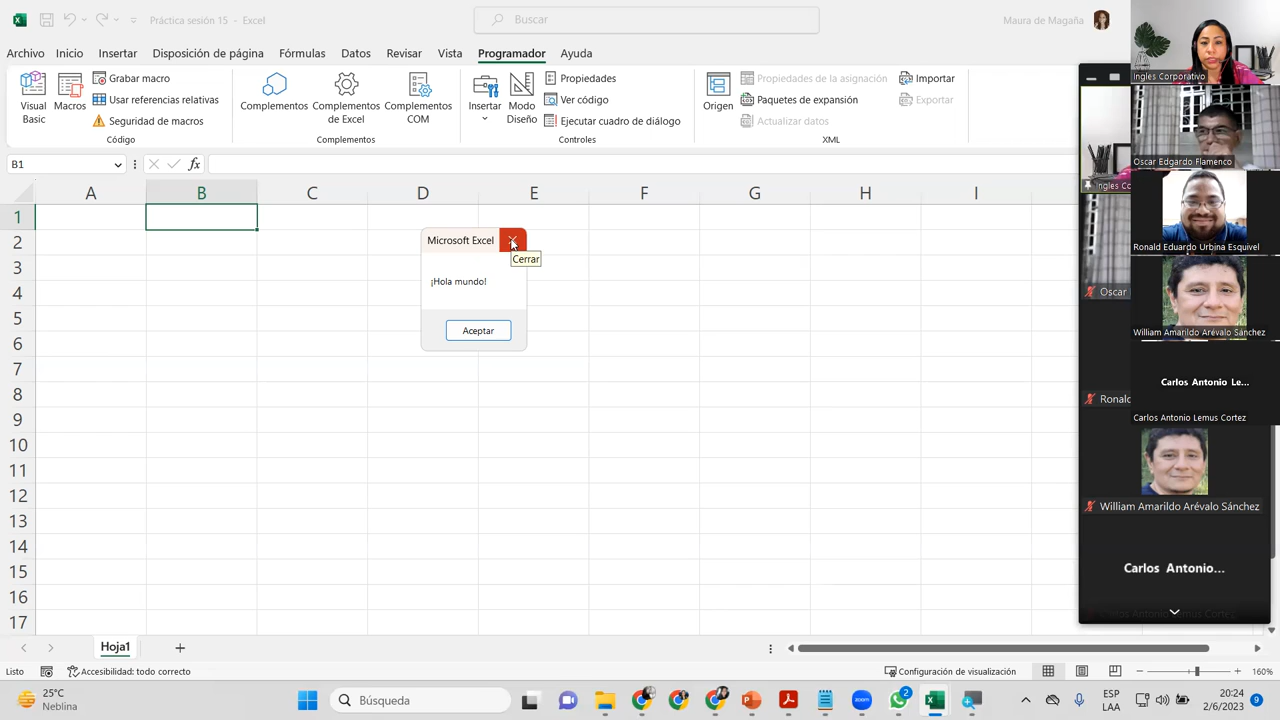 Práctica sesión 15 - Excel
Buscar
Maura de Magaña
Archivo Inicio Insertar Disposición de página Fórmulas Datos Revisar Vista Programador Ayuda
Visual Basic
Macros
Grabar macro
Usar referencias relativas
Seguridad de macros
Código
Complementos
Complementos de Excel
Complementos COM
Complementos
Insertar
Modo Diseño
Propiedades
Ver código
Ejecutar cuadro de diálogo
Controles
Origen
Propiedades de la asignación
Paquetes de expansión
Actualizar datos
Importar
Exportar
XML
B1
fx
A B C D E F G H I
1
2
3
4
5
6
7
8
9
10
11
12
13
14
15
16
17
Microsoft Excel
Cerrar
¡Hola mundo!
Aceptar
Ingles Corporativo
Oscar Edgardo Flamenco
Ingles Co
Ronald Eduardo Urbina Esquivel
Oscar
William Amarildo Arévalo Sánchez
Carlos Antonio Le...
Ronald
Carlos Antonio Lemus Cortez
William Amarildo Arévalo Sánchez
Carlos Antonio...
Hoja1
Listo
Accesibilidad: todo correcto
Configuración de visualización
160%
25°C
Neblina
Búsqueda
zoom
2
ESP
LAA
20:24
2/6/2023
9